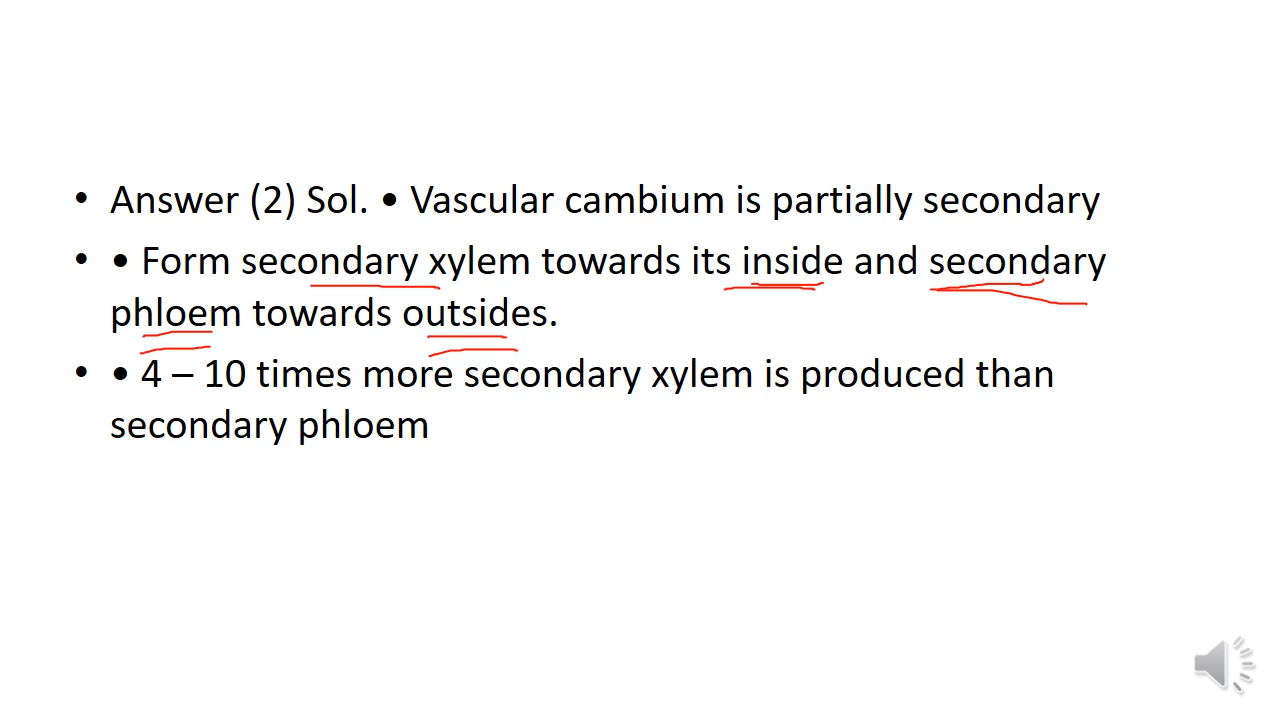 • Answer (2) Sol. • Vascular cambium is partially secondary
• • Form secondary xylem towards its inside and secondary
phloem towards outsides.
• • 4 – 10 times more secondary xylem is produced than
secondary phloem